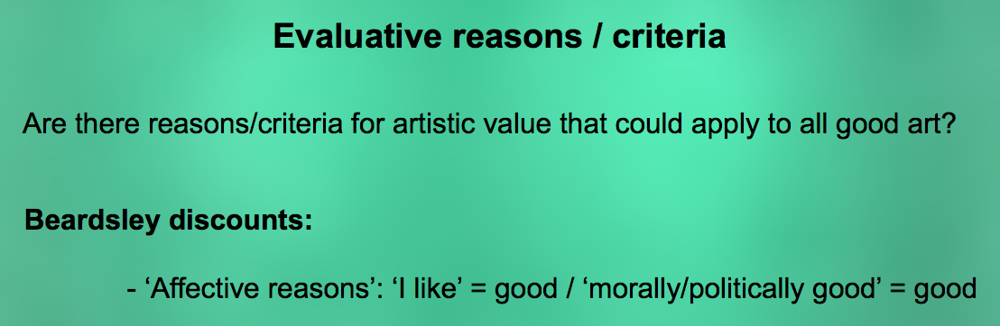 Evaluative reasons / criteria
Are there reasons/criteria for artistic value that could apply to all good art?
Beardsley discounts:
- ‘Affective reasons’: ‘I like’ = good / ‘morally/politically good’ = good